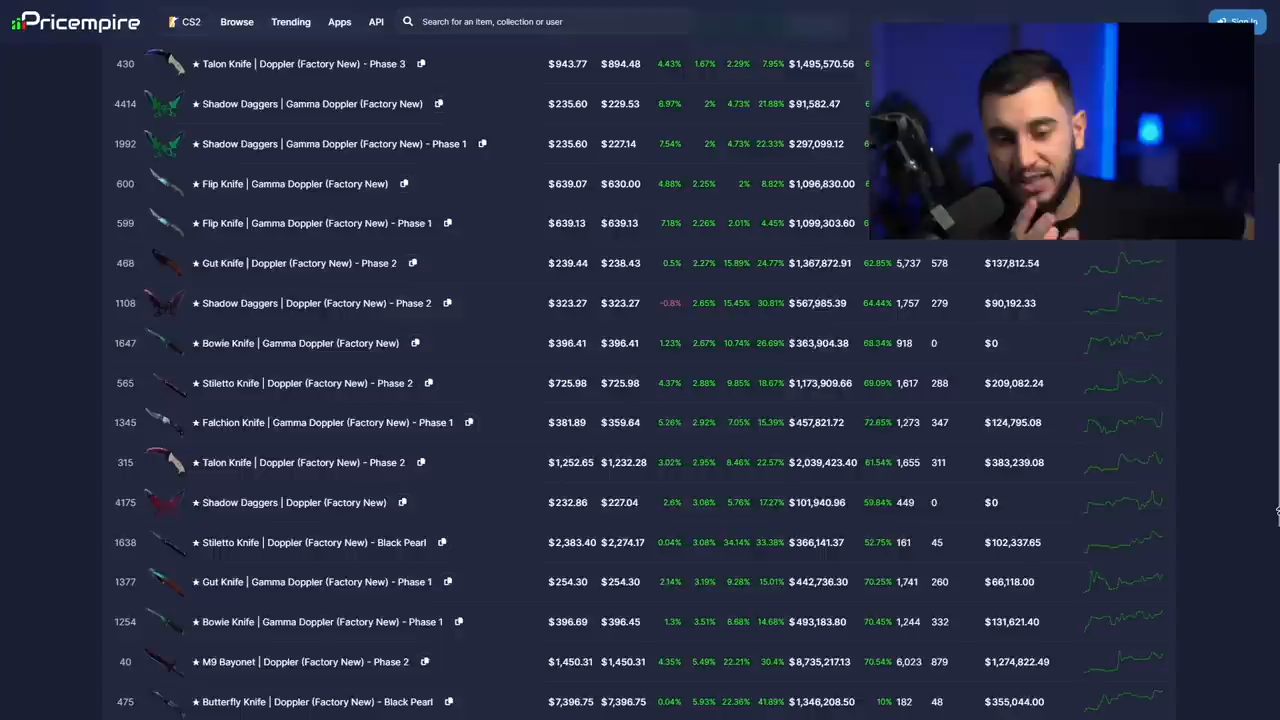 Pricempire CS2 Browse Trending Apps API Search for an item, collection or user Sign In
430 ★ Talon Knife | Doppler (Factory New) - Phase 3 $943.77 $894.48 4.43% 1.67% 2.29% 7.95% $1,495,570.56
4414 ★ Shadow Daggers | Gamma Doppler (Factory New) $235.60 $229.53 8.97% 2% 4.73% 21.88% $91,582.47
1992 ★ Shadow Daggers | Gamma Doppler (Factory New) - Phase 1 $235.60 $227.14 7.54% 2% 4.73% 22.33% $297,099.12
600 ★ Flip Knife | Gamma Doppler (Factory New) $639.07 $630.00 4.88% 2.25% 2% 8.82% $1,096,830.00
599 ★ Flip Knife | Gamma Doppler (Factory New) - Phase 1 $639.13 $639.13 7.18% 2.26% 2.01% 4.45% $1,099,303.60
468 ★ Gut Knife | Doppler (Factory New) - Phase 2 $239.44 $238.43 0.5% 2.27% 15.89% 24.77% $1,367,872.91 62.85% 5,737 578 $137,812.54
1108 ★ Shadow Daggers | Doppler (Factory New) - Phase 2 $323.27 $323.27 -0.8% 2.65% 15.45% 30.81% $567,985.39 64.44% 1,757 279 $90,192.33
1647 ★ Bowie Knife | Gamma Doppler (Factory New) $396.41 $396.41 1.23% 2.67% 10.74% 26.69% $363,904.38 68.34% 918 0 $0
565 ★ Stiletto Knife | Doppler (Factory New) - Phase 2 $725.98 $725.98 4.37% 2.88% 9.85% 18.67% $1,173,909.66 69.09% 1,617 288 $209,082.24
1345 ★ Falchion Knife | Gamma Doppler (Factory New) - Phase 1 $381.89 $359.64 5.26% 2.92% 7.05% 15.39% $457,821.72 72.65% 1,273 347 $124,795.08
315 ★ Talon Knife | Doppler (Factory New) - Phase 2 $1,252.65 $1,232.28 3.02% 2.95% 8.46% 22.57% $2,039,423.40 61.54% 1,655 311 $383,239.08
4175 ★ Shadow Daggers | Doppler (Factory New) $232.86 $227.04 2.6% 3.08% 5.76% 17.27% $101,940.96 59.84% 449 0 $0
1638 ★ Stiletto Knife | Doppler (Factory New) - Black Pearl $2,383.40 $2,274.17 0.04% 3.08% 34.14% 33.38% $366,141.37 52.75% 161 45 $102,337.65
1377 ★ Gut Knife | Gamma Doppler (Factory New) - Phase 1 $254.30 $254.30 2.14% 3.19% 9.28% 15.01% $442,736.30 70.25% 1,741 260 $66,118.00
1254 ★ Bowie Knife | Gamma Doppler (Factory New) - Phase 1 $396.69 $396.45 1.3% 3.51% 8.68% 14.68% $493,183.80 70.45% 1,244 332 $131,621.40
40 ★ M9 Bayonet | Doppler (Factory New) - Phase 2 $1,450.31 $1,450.31 4.35% 5.49% 22.21% 30.4% $8,735,217.13 70.54% 6,023 879 $1,274,822.49
475 ★ Butterfly Knife | Doppler (Factory New) - Black Pearl $7,396.75 $7,396.75 0.04% 5.93% 22.36% 41.89% $1,346,208.50 10% 182 48 $355,044.00